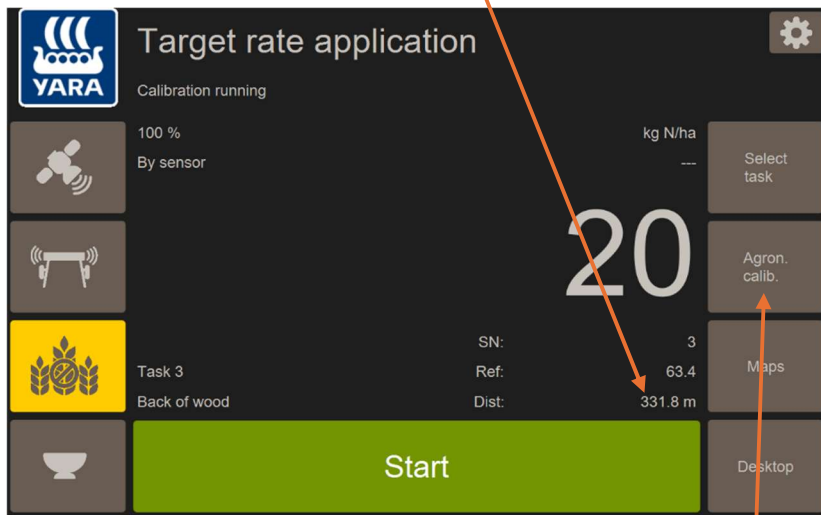 YARA
Target rate application
Calibration running
100 %
kg N/ha
By sensor
---
Select
task
20
Agron.
calib.
SN:
3
Task 3
Ref:
63.4
Maps
Back of wood
Dist:
331.8 m
Start
Desktop